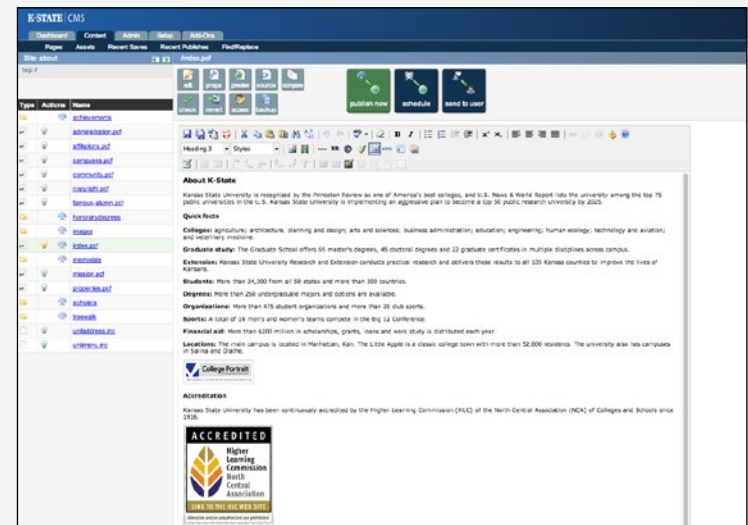 K-STATE | CMS
Dashboard Content Admin Setup Add-Ons
Pages Assets Recent Saves Recent Publishes Find/Replace
Site: about
/index.pcf
top /
edit props preview source compare
check revert access backup
publish now schedule send to user
Type Actions Name
achievements
administration.pcf
affiliations.pcf
campuses.pcf
community.pcf
copyright.pcf
famous-alumni.pcf
honorarydegrees
images
index.pcf
memorials
mission.pcf
properties.pcf
scholars
treewalk
unitaddress.inc
unitmenu.inc
Heading 3 Styles
About K-State
Kansas State University is recognized by the Princeton Review as one of America's best colleges, and U.S. News & World Report lists the university among the top 75
public universities in the U.S. Kansas State University is implementing an aggressive plan to become a top 50 public research university by 2025.
Quick facts
Colleges: agriculture; architecture, planning and design; arts and sciences; business administration; education; engineering; human ecology; technology and aviation;
and veterinary medicine.
Graduate study: The Graduate School offers 65 master's degrees, 45 doctoral degrees and 22 graduate certificates in multiple disciplines across campus.
Extension: Kansas State University Research and Extension conducts practical research and delivers those results to all 105 Kansas counties to improve the lives of
Kansans.
Students: More than 24,300 from all 50 states and more than 100 countries.
Degrees: More than 250 undergraduate majors and options are available.
Organizations: More than 475 student organizations and more than 20 club sports.
Sports: A total of 16 men's and women's teams compete in the Big 12 Conference.
Financial aid: More than $200 million in scholarships, grants, loans and work study is distributed each year.
Locations: The main campus is located in Manhattan, Kan. The Little Apple is a classic college town with more than 52,000 residents. The university also has campuses
in Salina and Olathe.
College Portrait
Accreditation
Kansas State University has been continuously accredited by the Higher Learning Commission (HLC) of the North Central Association (NCA) of Colleges and Schools since
1916.
ACCREDITED
Higher
Learning
Commission
North
Central
Association
LINK TO THE HLC WEB SITE